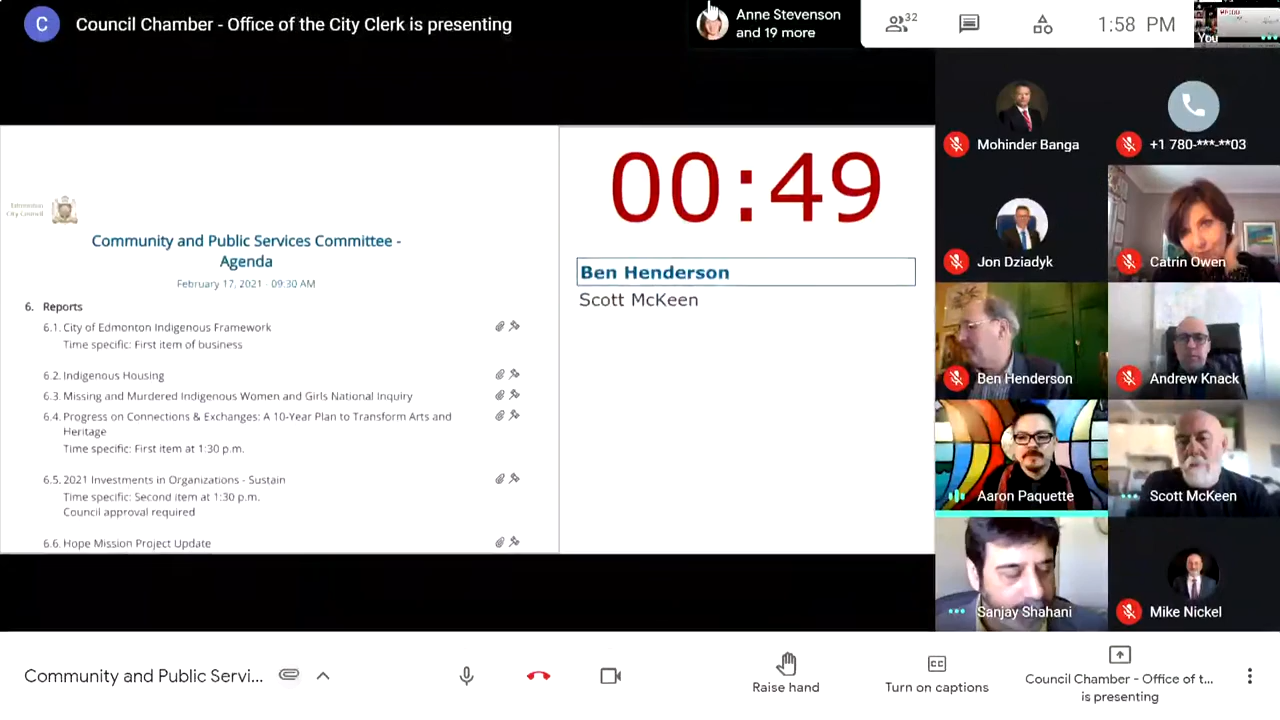 C
Council Chamber - Office of the City Clerk is presenting
Anne Stevenson
and 19 more
32
1:58 PM
You
Mohinder Banga
+1 780-***-**03
Jon Dziadyk
Catrin Owen
Ben Henderson
Andrew Knack
Aaron Paquette
Scott McKeen
Sanjay Shahani
Mike Nickel
Edmonton
City Council
Community and Public Services Committee -
Agenda
February 17, 2021 - 09:30 AM
6. Reports
6.1. City of Edmonton Indigenous Framework
Time specific: First item of business
6.2. Indigenous Housing
6.3. Missing and Murdered Indigenous Women and Girls National Inquiry
6.4. Progress on Connections & Exchanges: A 10-Year Plan to Transform Arts and
Heritage
Time specific: First item at 1:30 p.m.
6.5. 2021 Investments in Organizations - Sustain
Time specific: Second item at 1:30 p.m.
Council approval required
6.6. Hope Mission Project Update
00:49
Ben Henderson
Scott McKeen
Community and Public Servi...
Raise hand
CC
Turn on captions
Council Chamber - Office of t...
is presenting